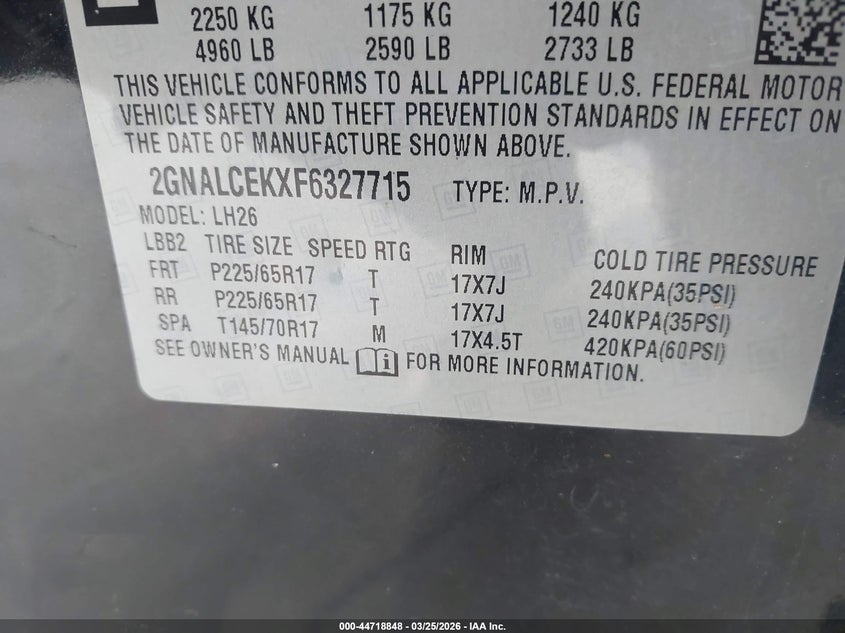 2250 KG 1175 KG 1240 KG
4960 LB 2590 LB 2733 LB
THIS VEHICLE CONFORMS TO ALL APPLICABLE U.S. FEDERAL MOTOR
VEHICLE SAFETY AND THEFT PREVENTION STANDARDS IN EFFECT ON
THE DATE OF MANUFACTURE SHOWN ABOVE.
2GNALCEKXF6327715 TYPE: M.P.V.
MODEL: LH26
LBB2 TIRE SIZE SPEED RTG RIM COLD TIRE PRESSURE
FRT P225/65R17 T 17X7J 240KPA(35PSI)
RR P225/65R17 T 17X7J 240KPA(35PSI)
SPA T145/70R17 M 17X4.5T 420KPA(60PSI)
SEE OWNER'S MANUAL i FOR MORE INFORMATION.
000-44718848 - 03/25/2026 - IAA Inc.